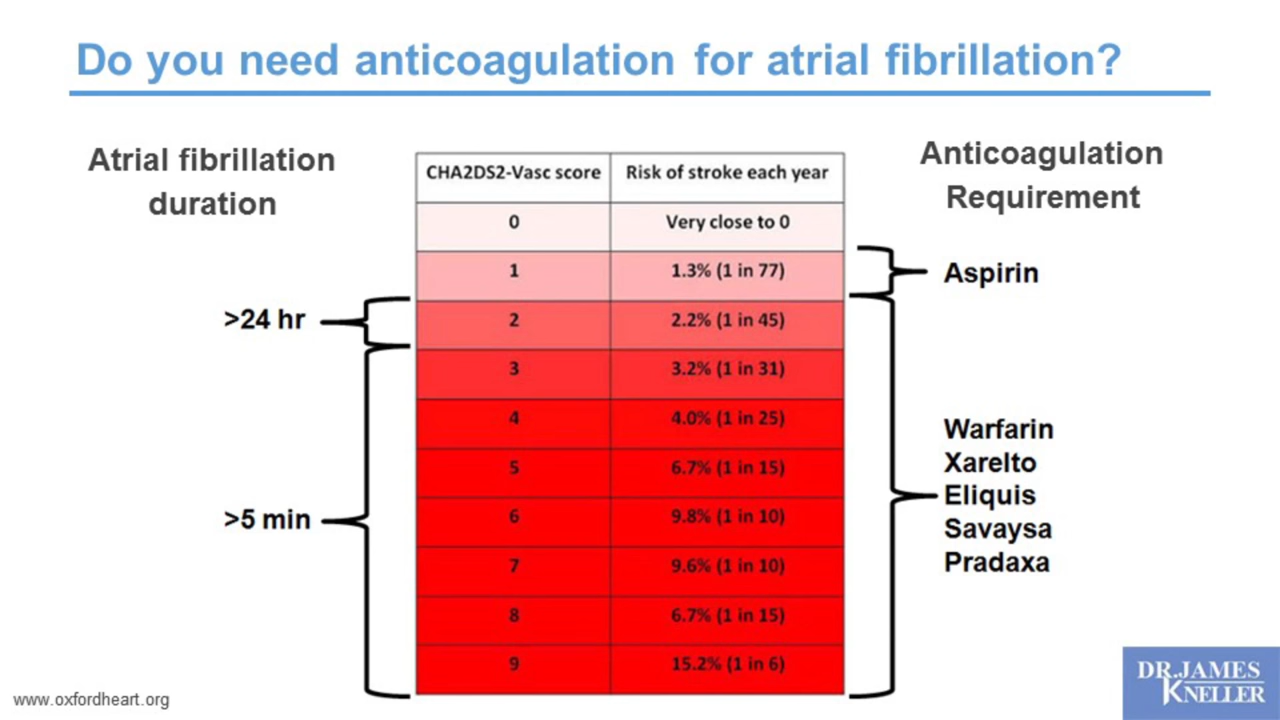 Do you need anticoagulation for atrial fibrillation?
Atrial fibrillation
duration
Anticoagulation
Requirement
CHA2DS2-Vasc score Risk of stroke each year
0 Very close to 0
1 1.3% (1 in 77)
2 2.2% (1 in 45)
3 3.2% (1 in 31)
4 4.0% (1 in 25)
5 6.7% (1 in 15)
6 9.8% (1 in 10)
7 9.6% (1 in 10)
8 6.7% (1 in 15)
9 15.2% (1 in 6)
>24 hr
>5 min
Aspirin
Warfarin
Xarelto
Eliquis
Savaysa
Pradaxa
www.oxfordheart.org
DR.JAMES
KNELLER